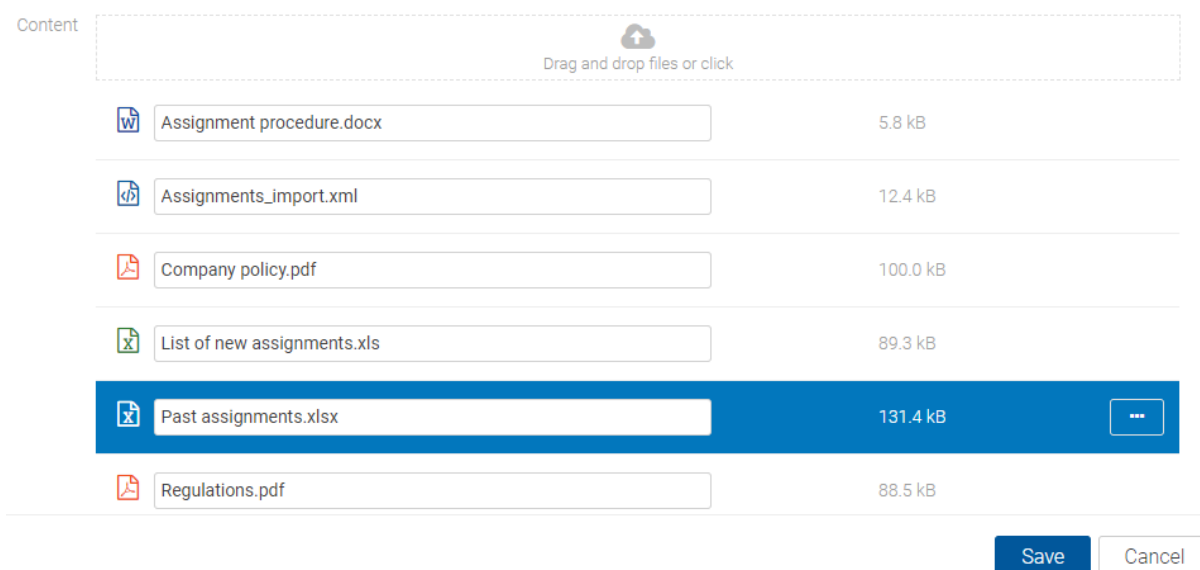 Content
Drag and drop files or click
Assignment procedure.docx 5.8 kB
Assignments_import.xml 12.4 kB
Company policy.pdf 100.0 kB
List of new assignments.xls 89.3 kB
Past assignments.xlsx 131.4 kB
Regulations.pdf 88.5 kB
Save Cancel